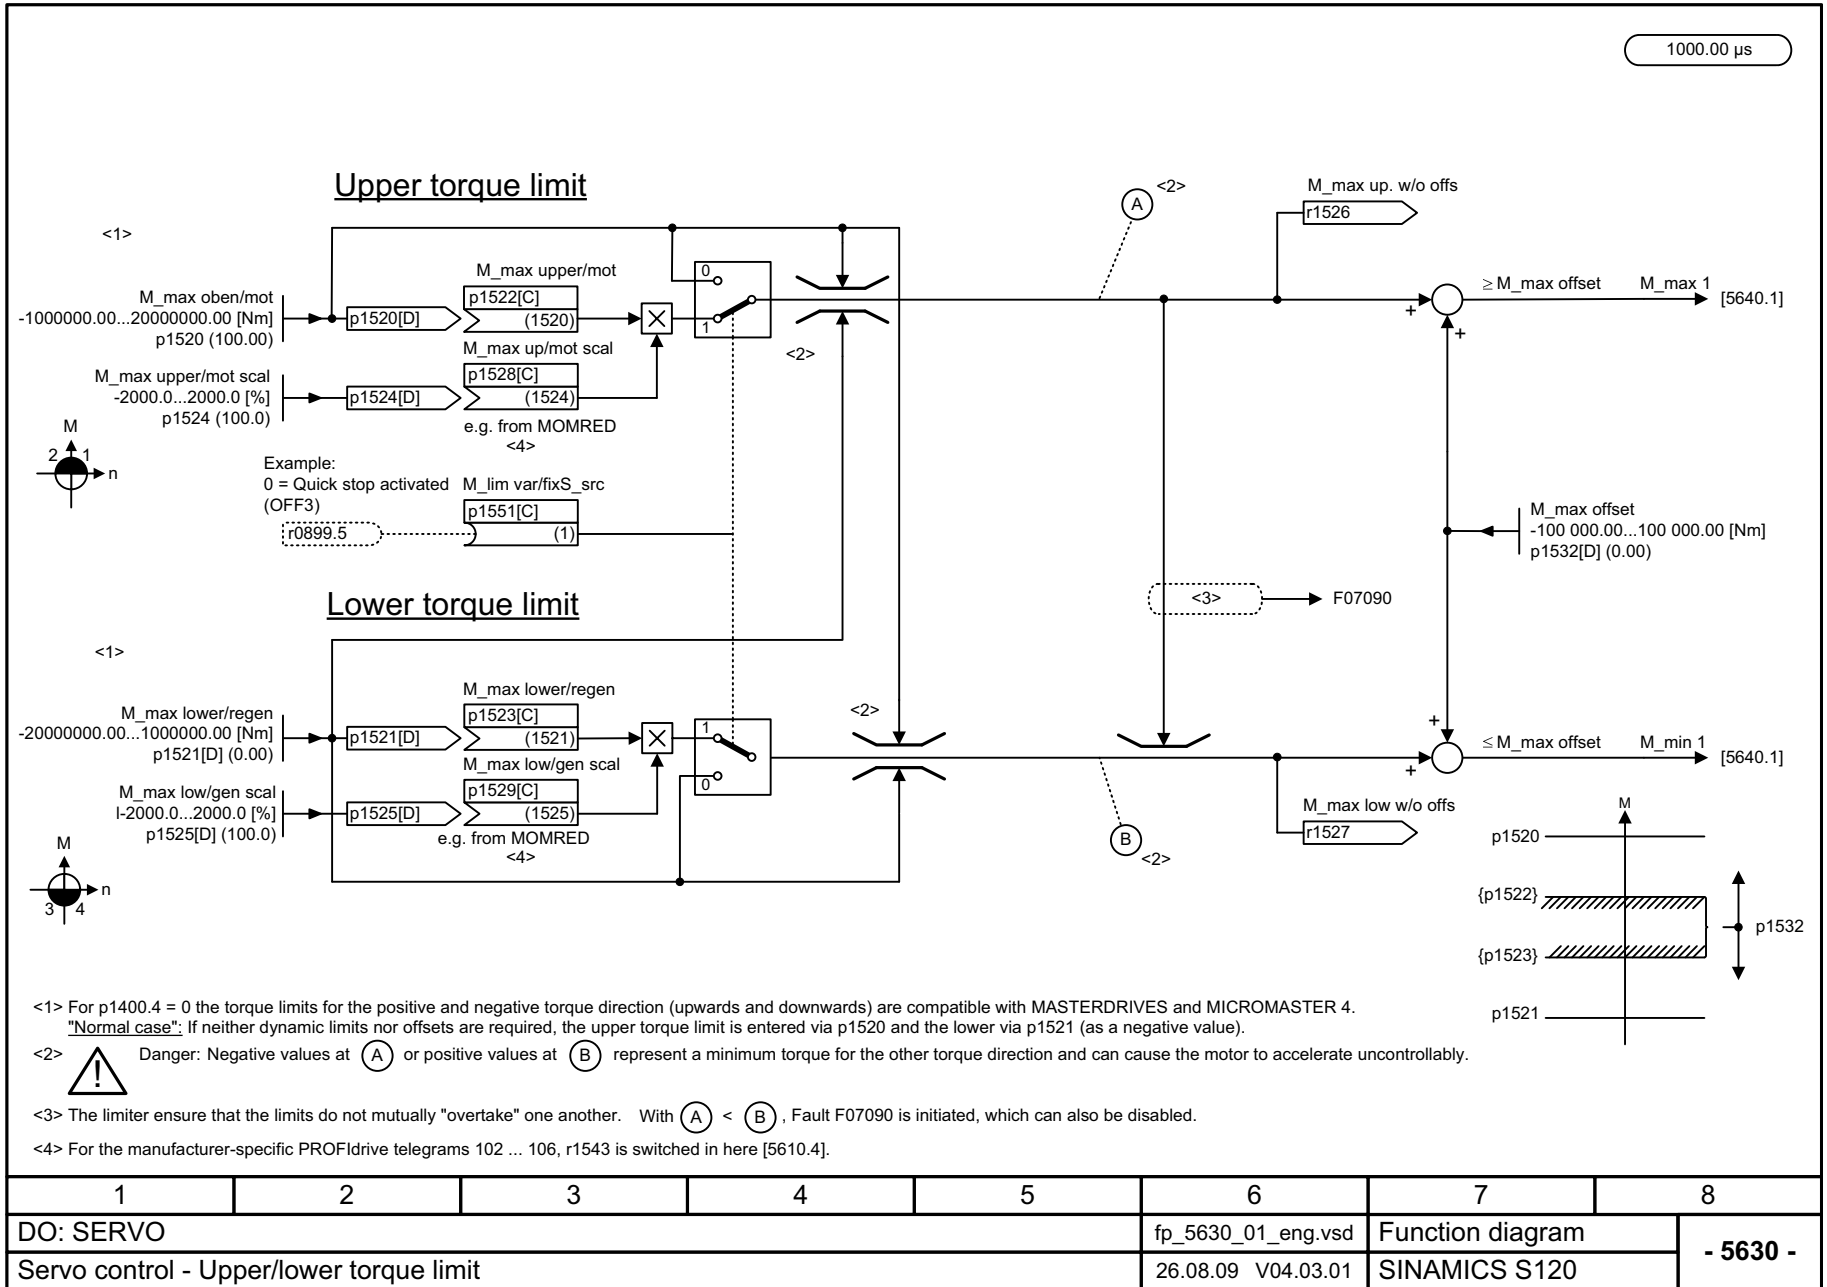 1000.00 µs
Upper torque limit
<1>
M_max oben/mot
-1000000.00...20000000.00 [Nm]
p1520 (100.00)
p1520[D]
M_max upper/mot
p1522[C]
(1520)
M_max upper/mot scal
-2000.0...2000.0 [%]
p1524 (100.0)
p1524[D]
M_max up/mot scal
p1528[C]
(1524)
e.g. from MOMRED
<4>
0
1
<2>
A
<2>
M_max up. w/o offs
r1526
+
+
≥ M_max offset
M_max 1
[5640.1]
M
2 1
n
Example:
0 = Quick stop activated
(OFF3)
r0899.5
M_lim var/fixS_src
p1551[C]
(1)
M_max offset
-100 000.00...100 000.00 [Nm]
p1532[D] (0.00)
<3>
F07090
Lower torque limit
<1>
M_max lower/regen
-20000000.00...1000000.00 [Nm]
p1521[D] (0.00)
p1521[D]
M_max lower/regen
p1523[C]
(1521)
M_max low/gen scal
l-2000.0...2000.0 [%]
p1525[D] (100.0)
p1525[D]
M_max low/gen scal
p1529[C]
(1525)
e.g. from MOMRED
<4>
1
0
<2>
B
<2>
M_max low w/o offs
r1527
+
+
≤ M_max offset
M_min 1
[5640.1]
M
n
3 4
M
p1520
{p1522}
{p1523}
p1521
p1532
<1> For p1400.4 = 0 the torque limits for the positive and negative torque direction (upwards and downwards) are compatible with MASTERDRIVES and MICROMASTER 4.
"Normal case": If neither dynamic limits nor offsets are required, the upper torque limit is entered via p1520 and the lower via p1521 (as a negative value).
<2> ! Danger: Negative values at A or positive values at B represent a minimum torque for the other torque direction and can cause the motor to accelerate uncontrollably.
<3> The limiter ensure that the limits do not mutually "overtake" one another. With A < B , Fault F07090 is initiated, which can also be disabled.
<4> For the manufacturer-specific PROFIdrive telegrams 102 ... 106, r1543 is switched in here [5610.4].
1 2 3 4 5 6 7 8
DO: SERVO
fp_5630_01_eng.vsd
Function diagram
- 5630 -
Servo control - Upper/lower torque limit
26.08.09 V04.03.01
SINAMICS S120